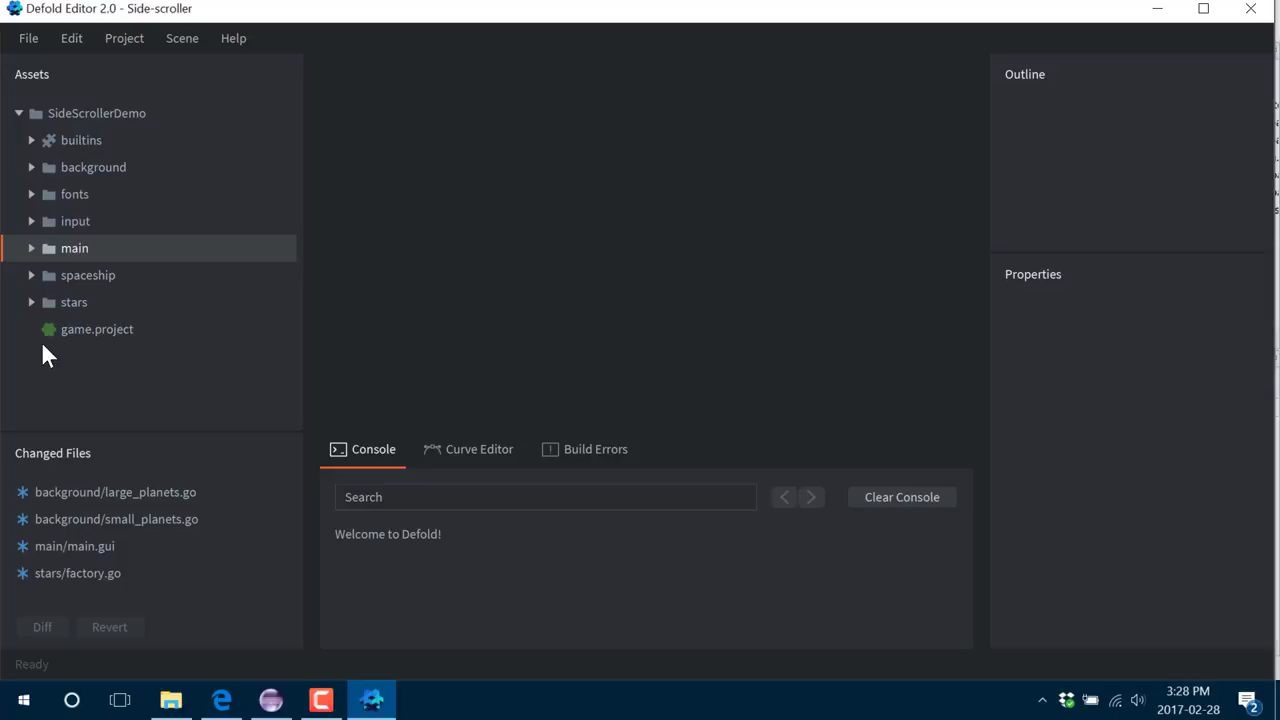 Defold Editor 2.0 - Side-scroller
File Edit Project Scene Help
Assets
SideScrollerDemo
builtins
background
fonts
input
main
spaceship
stars
game.project
Changed Files
background/large_planets.go
background/small_planets.go
main/main.gui
stars/factory.go
Diff Revert
Ready
Console Curve Editor Build Errors
Search
Clear Console
Welcome to Defold!
Outline
Properties
3:28 PM
2017-02-28
2